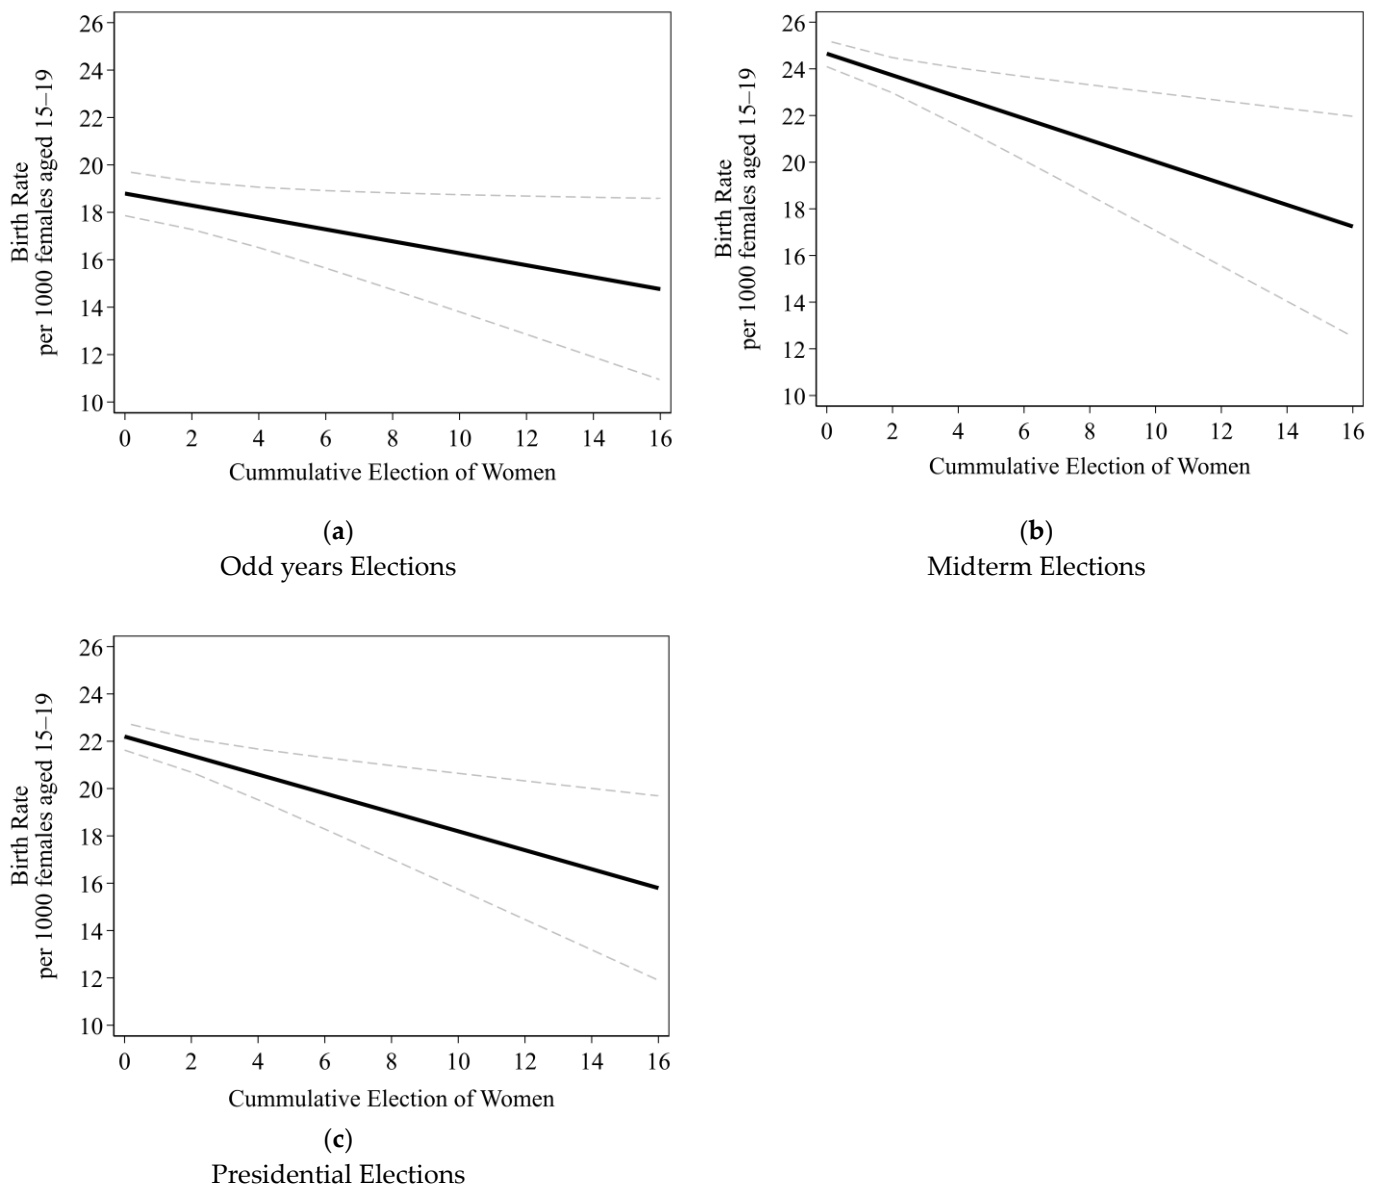 26
24
22
20
18
16
14
12
10
Birth Rate
per 1000 females aged 15–19
0 2 4 6 8 10 12 14 16
Cummulative Election of Women
(a)
Odd years Elections
26
24
22
20
18
16
14
12
10
Birth Rate
per 1000 females aged 15–19
0 2 4 6 8 10 12 14 16
Cummulative Election of Women
(b)
Midterm Elections
26
24
22
20
18
16
14
12
10
Birth Rate
per 1000 females aged 15–19
0 2 4 6 8 10 12 14 16
Cummulative Election of Women
(c)
Presidential Elections